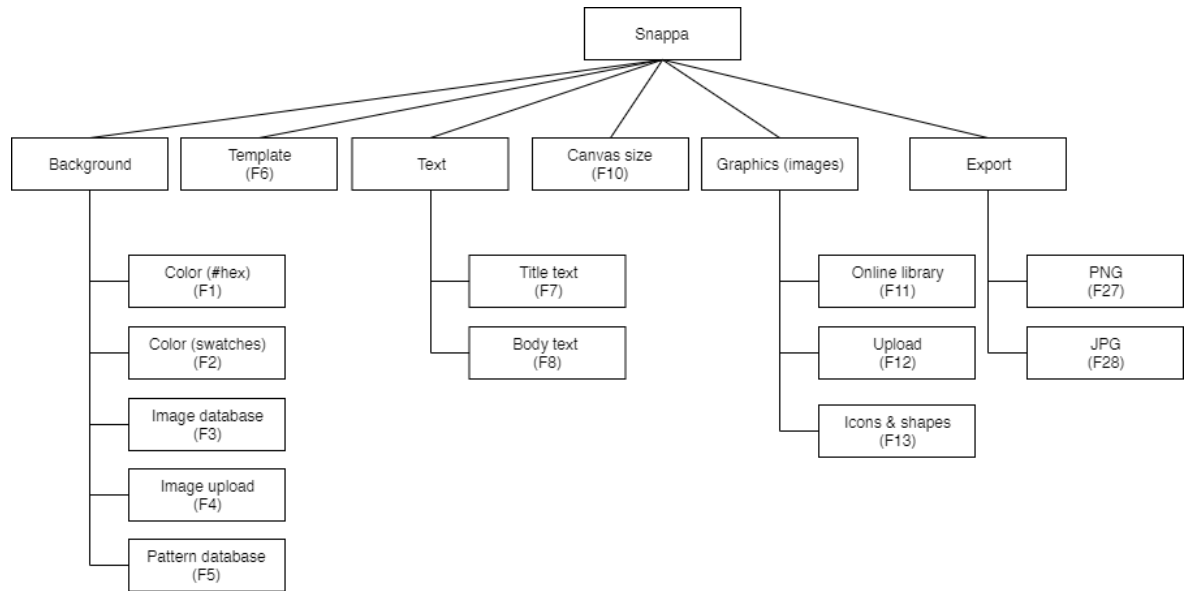 Snappa
Background
Template
(F6)
Text
Canvas size
(F10)
Graphics (images)
Export
Color (#hex)
(F1)
Color (swatches)
(F2)
Image database
(F3)
Image upload
(F4)
Pattern database
(F5)
Title text
(F7)
Body text
(F8)
Online library
(F11)
Upload
(F12)
Icons & shapes
(F13)
PNG
(F27)
JPG
(F28)